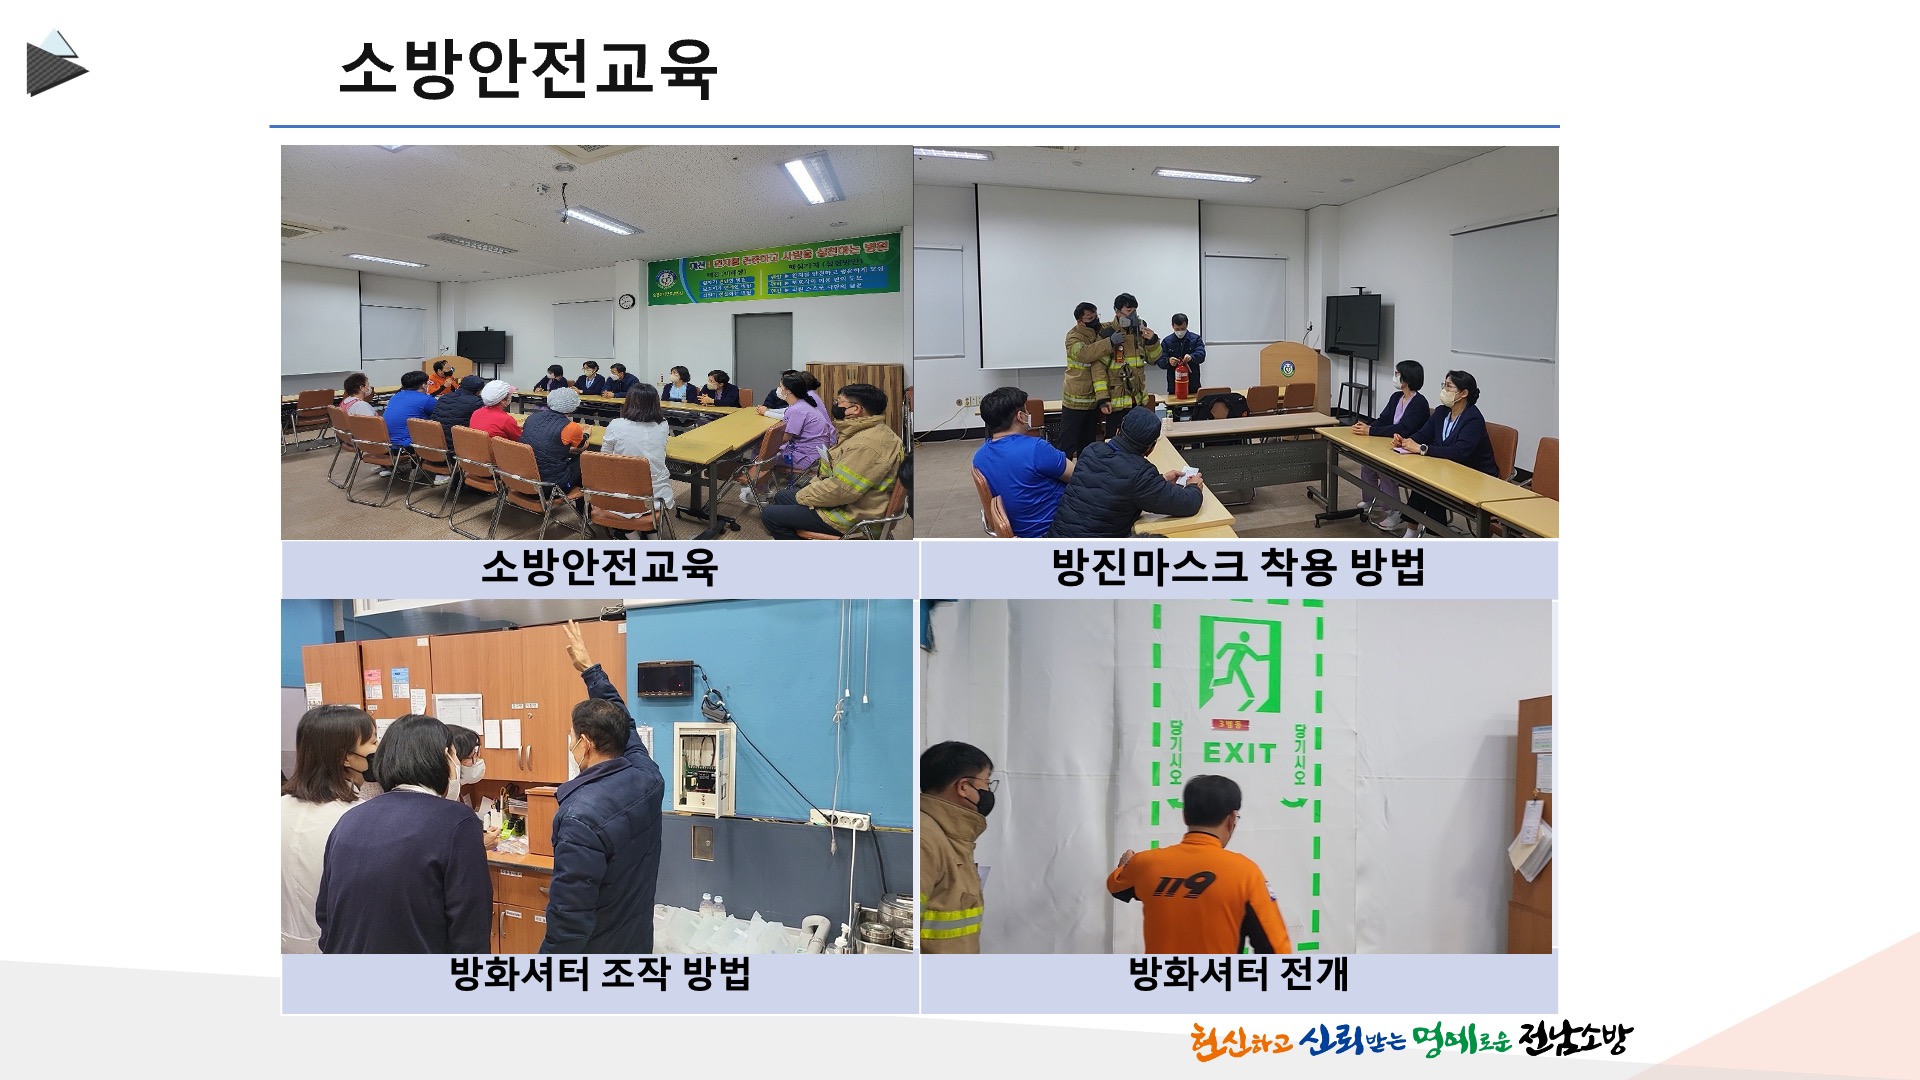 소방안전교육
소방안전교육
방진마스크 착용 방법
EXIT
당기시오
당기시오
119
방화셔터 조작 방법
방화셔터 전개
헌신하고 신뢰받는 명예로운 전남소방